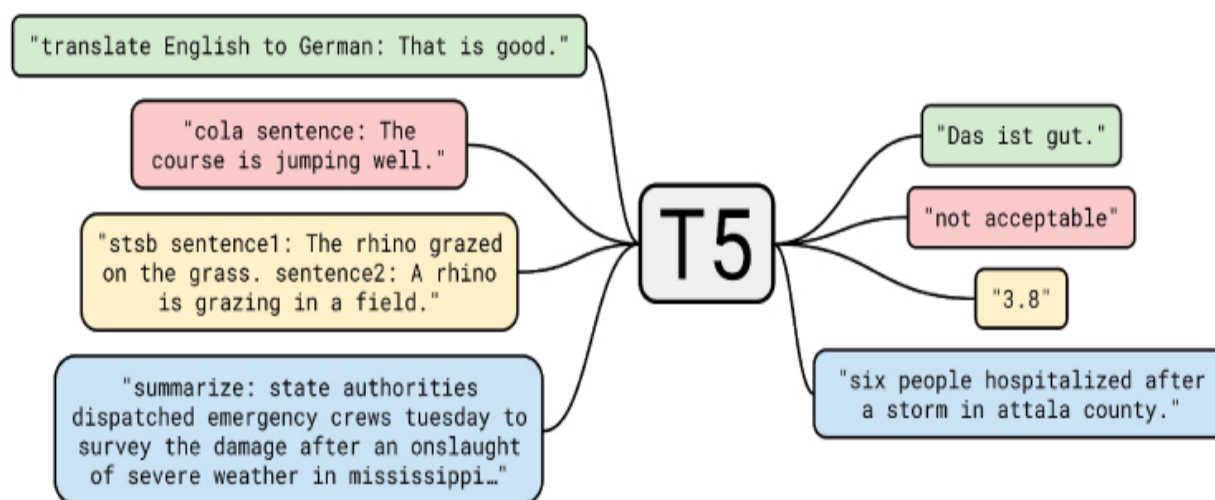 "translate English to German: That is good."
"cola sentence: The
course is jumping well."
"stsb sentence1: The rhino grazed
on the grass. sentence2: A rhino
is grazing in a field."
"summarize: state authorities
dispatched emergency crews tuesday to
survey the damage after an onslaught
of severe weather in mississippi…"
T5
"Das ist gut."
"not acceptable"
"3.8"
"six people hospitalized after
a storm in attala county."